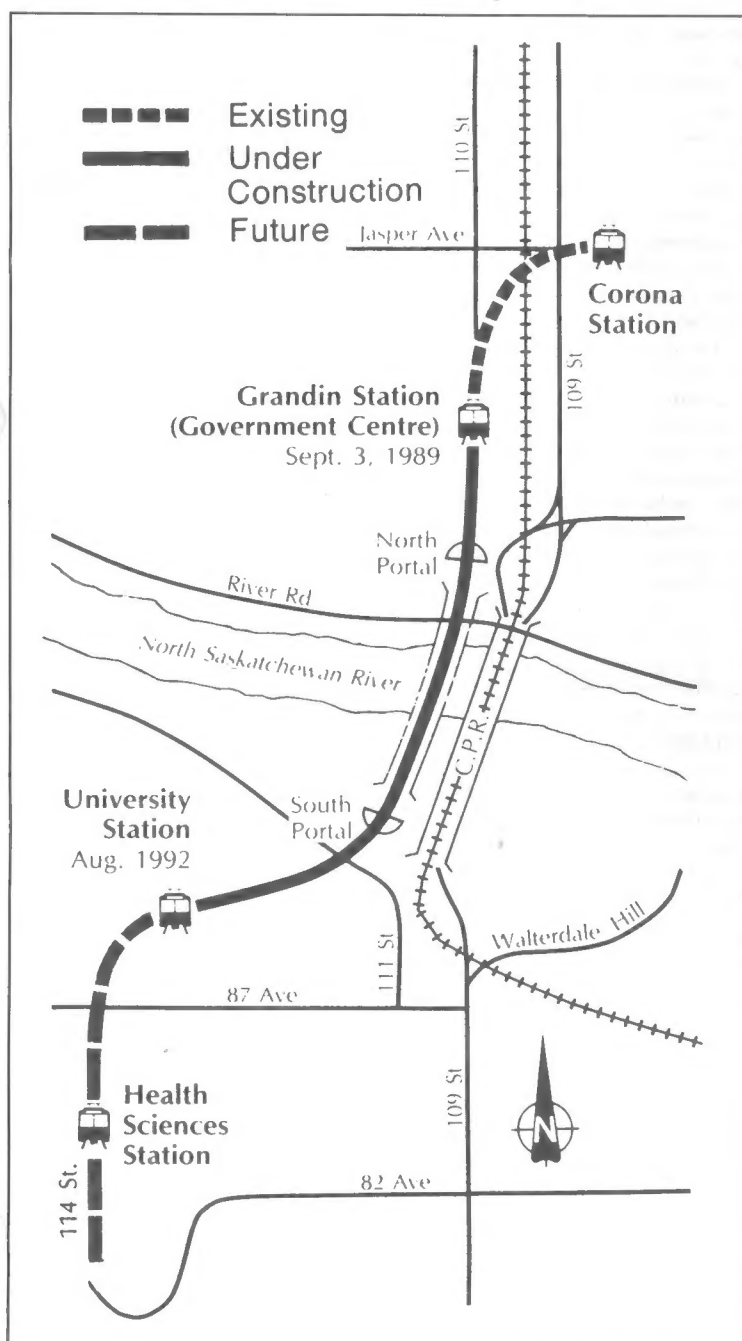 Existing
Under
Construction
Future
110 St
Jasper Ave
Corona
Station
109 St
Grandin Station
(Government Centre)
Sept. 3, 1989
North
Portal
River Rd
North Saskatchewan River
C.P.R.
University
Station
Aug. 1992
South
Portal
111 St
Walterdale Hill
87 Ave
109 St
N
Health
Sciences
Station
114 St.
82 Ave